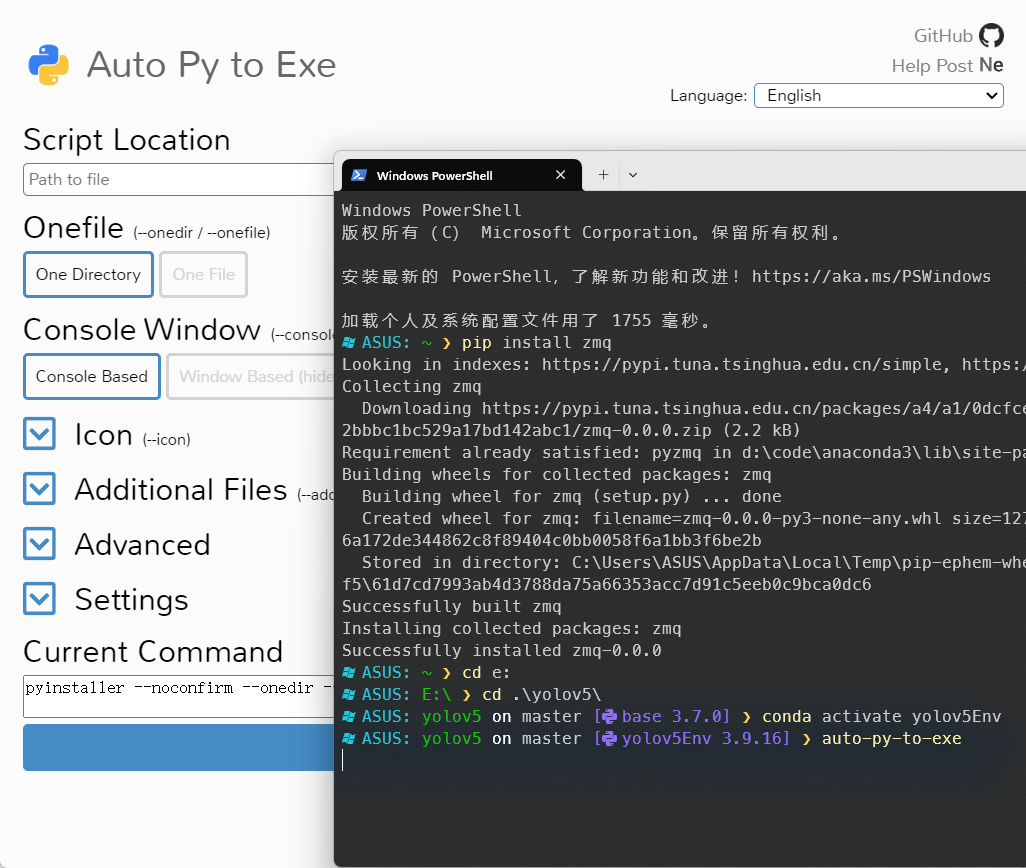 GitHub
Auto Py to Exe
Help Post Ne
Language: English
Script Location
Path to file
Onefile (--onedir / --onefile)
One Directory
One File
Console Window (--conso
Console Based
Window Based (hide
Icon (--icon)
Additional Files (--add
Advanced
Settings
Current Command
pyinstaller --noconfirm --onedir -
Windows PowerShell
Windows PowerShell
版权所有 (C) Microsoft Corporation。保留所有权利。
安装最新的 PowerShell,了解新功能和改进!https://aka.ms/PSWindows
加载个人及系统配置文件用了 1755 毫秒。
ASUS: ~ ❯ pip install zmq
Looking in indexes: https://pypi.tuna.tsinghua.edu.cn/simple, https:/
Collecting zmq
Downloading https://pypi.tuna.tsinghua.edu.cn/packages/a4/a1/0dcfce
2bbbc1bc529a17bd142abc1/zmq-0.0.0.zip (2.2 kB)
Requirement already satisfied: pyzmq in d:\code\anaconda3\lib\site-pa
Building wheels for collected packages: zmq
Building wheel for zmq (setup.py) ... done
Created wheel for zmq: filename=zmq-0.0.0-py3-none-any.whl size=127
6a172de344862c8f89404c0bb0058f6a1bb3f6be2b
Stored in directory: C:\Users\ASUS\AppData\Local\Temp\pip-ephem-whe
f5\61d7cd7993ab4d3788da75a66353acc7d91c5eeb0c9bca0dc6
Successfully built zmq
Installing collected packages: zmq
Successfully installed zmq-0.0.0
ASUS: ~ ❯ cd e:
ASUS: E:\ ❯ cd .\yolov5\
ASUS: yolov5 on master [base 3.7.0] ❯ conda activate yolov5Env
ASUS: yolov5 on master [yolov5Env 3.9.16] ❯ auto-py-to-exe